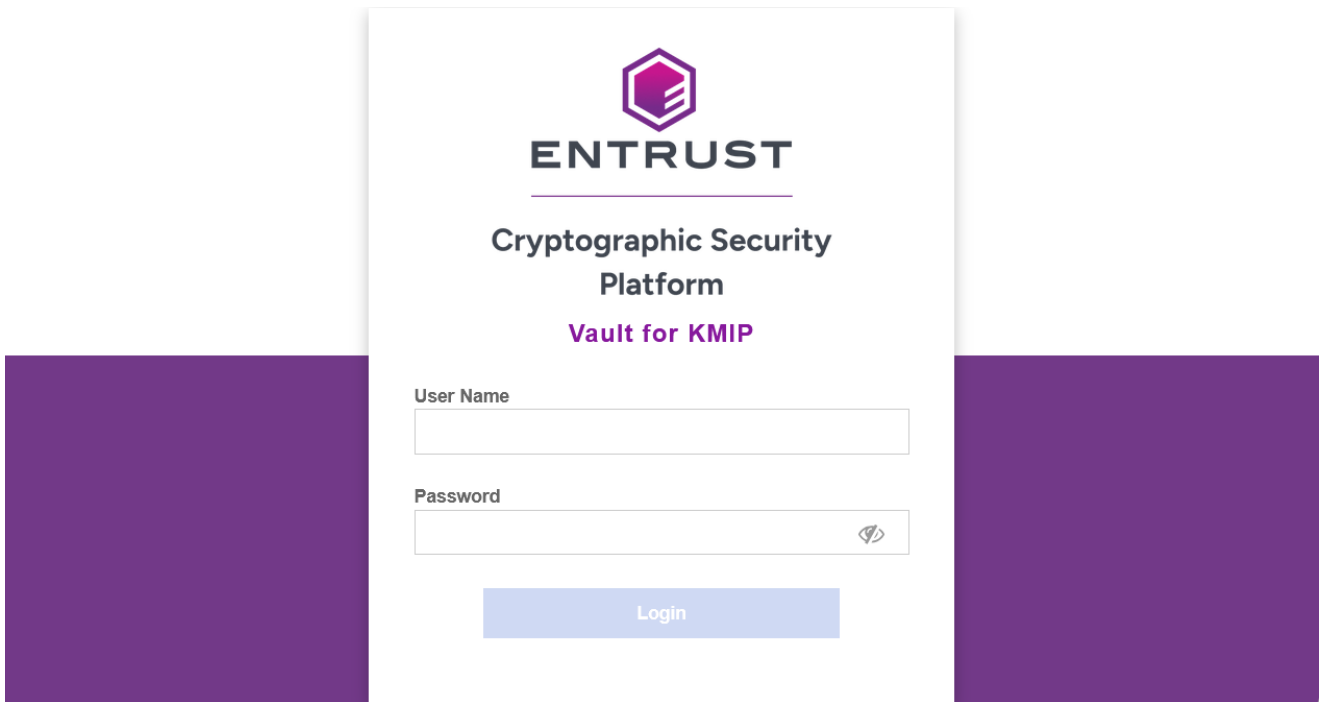 ENTRUST
Cryptographic Security
Platform
Vault for KMIP
User Name
Password
Login